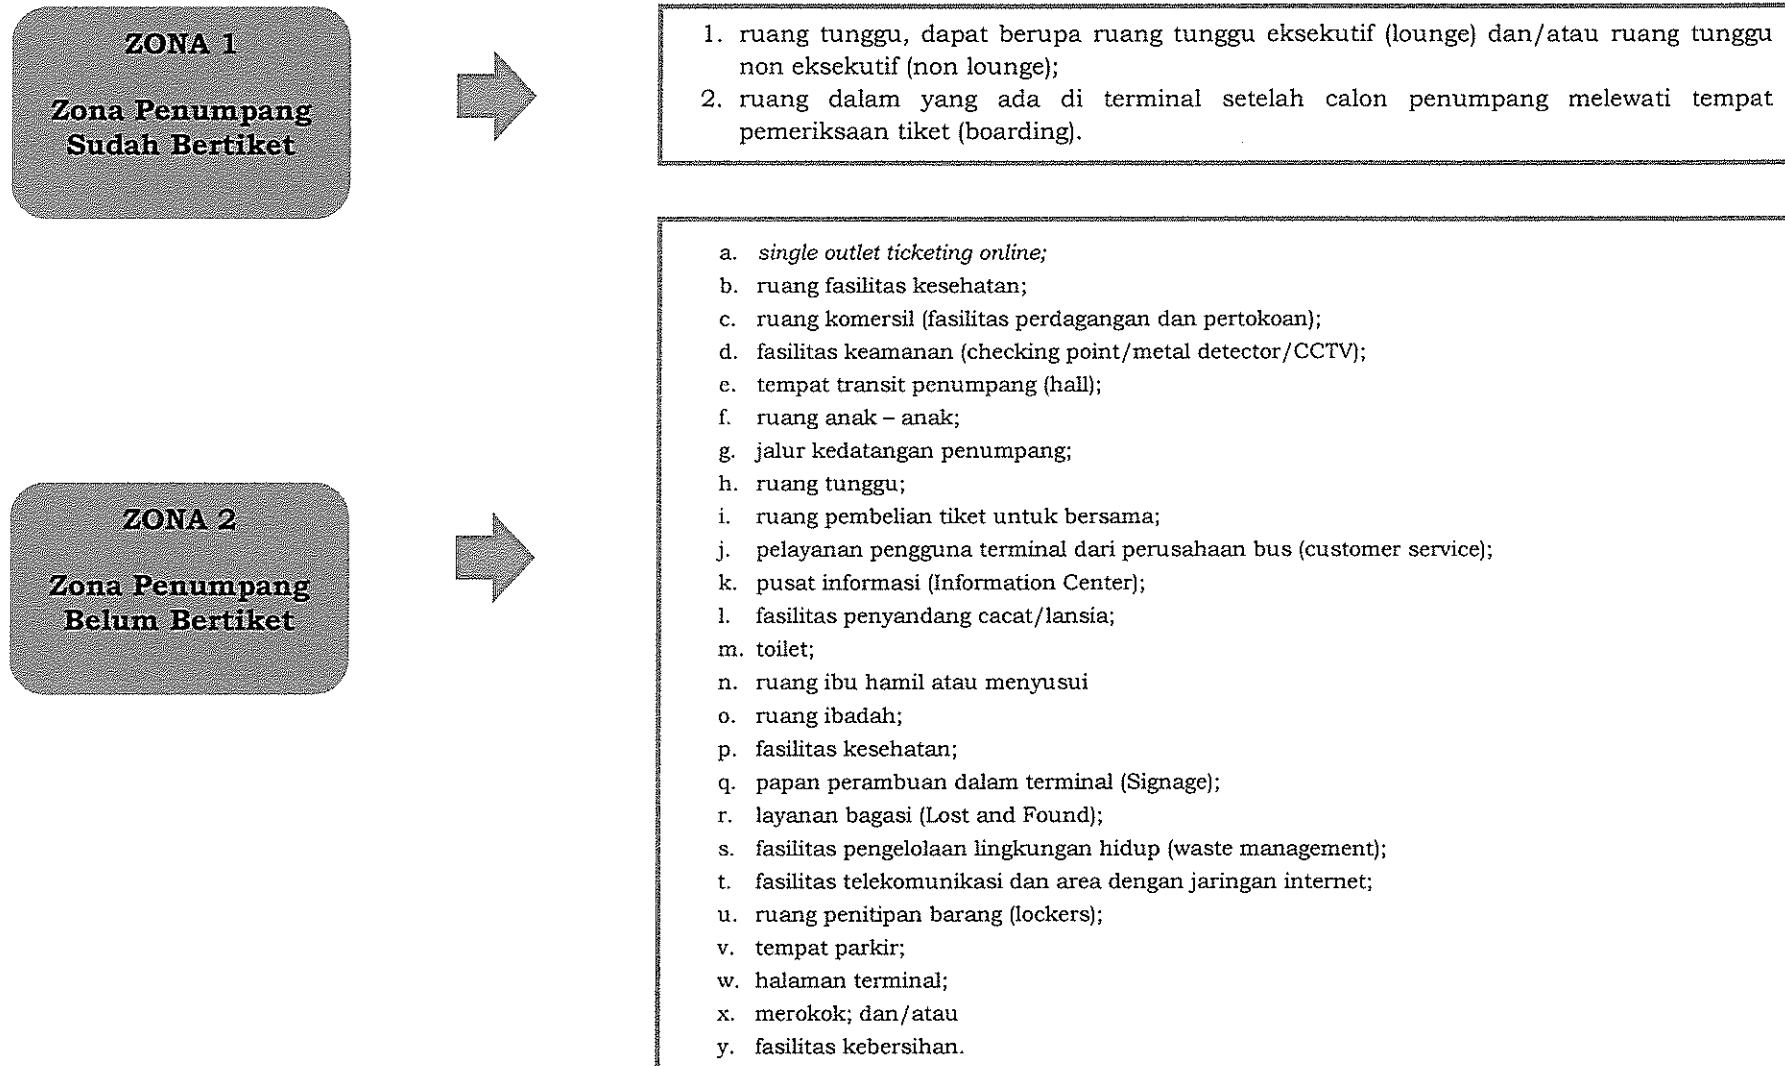 ZONA 1
Zona Penumpang
Sudah Bertiket
1. ruang tunggu, dapat berupa ruang tunggu eksekutif (lounge) dan/atau ruang tunggu
non eksekutif (non lounge);
2. ruang dalam yang ada di terminal setelah calon penumpang melewati tempat
pemeriksaan tiket (boarding).
ZONA 2
Zona Penumpang
Belum Bertiket
a. single outlet ticketing online;
b. ruang fasilitas kesehatan;
c. ruang komersil (fasilitas perdagangan dan pertokoan);
d. fasilitas keamanan (checking point/metal detector/CCTV);
e. tempat transit penumpang (hall);
f. ruang anak – anak;
g. jalur kedatangan penumpang;
h. ruang tunggu;
i. ruang pembelian tiket untuk bersama;
j. pelayanan pengguna terminal dari perusahaan bus (customer service);
k. pusat informasi (Information Center);
l. fasilitas penyandang cacat/lansia;
m. toilet;
n. ruang ibu hamil atau menyusui
o. ruang ibadah;
p. fasilitas kesehatan;
q. papan perambuan dalam terminal (Signage);
r. layanan bagasi (Lost and Found);
s. fasilitas pengelolaan lingkungan hidup (waste management);
t. fasilitas telekomunikasi dan area dengan jaringan internet;
u. ruang penitipan barang (lockers);
v. tempat parkir;
w. halaman terminal;
x. merokok; dan/atau
y. fasilitas kebersihan.